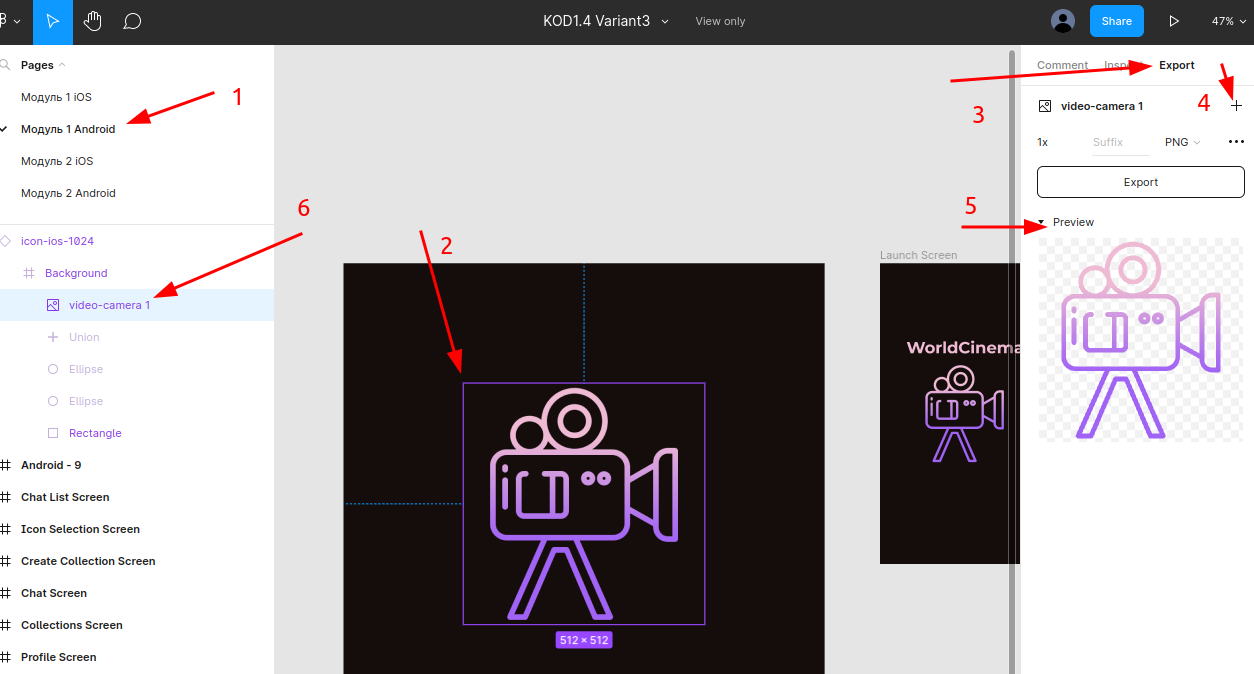 KOD1.4 Variant3
View only
Share
47%
Pages
Модуль 1 iOS
Модуль 1 Android
Модуль 2 iOS
Модуль 2 Android
icon-ios-1024
Background
video-camera 1
Union
Ellipse
Ellipse
Rectangle
Android - 9
Chat List Screen
Icon Selection Screen
Create Collection Screen
Chat Screen
Collections Screen
Profile Screen
1
6
2
512 × 512
Launch Screen
WorldCinema
Comment
Export
3
4
video-camera 1
1x
Suffix
PNG
Export
5
Preview